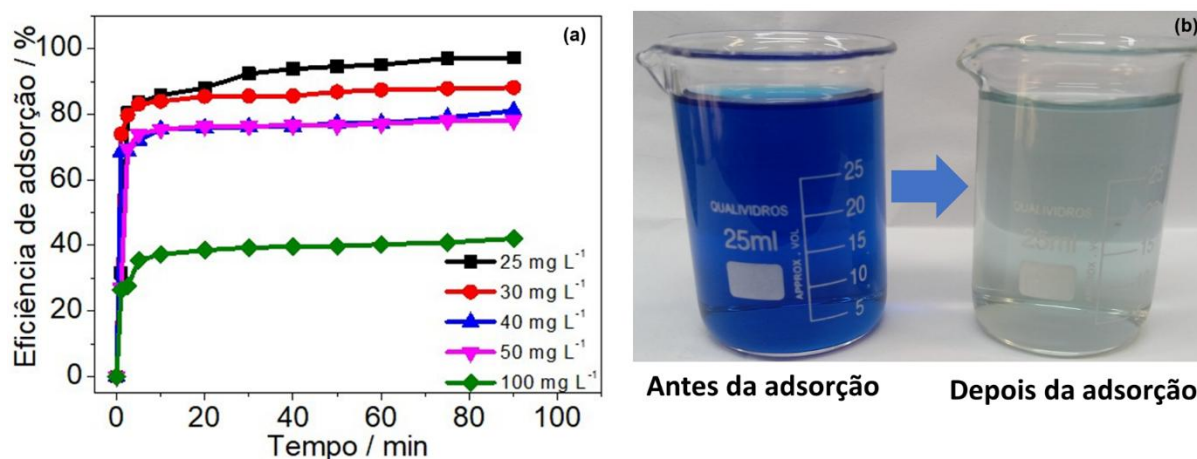 Eficiência de adsorção / %
100
80
60
40
20
0
0 20 40 60 80 100
Tempo / min
(a)
25 mg L⁻¹
30 mg L⁻¹
40 mg L⁻¹
50 mg L⁻¹
100 mg L⁻¹
(b)
QUALIVIDROS
25ml
APPROX. VOL
25
20
15
10
5
QUALIVIDROS
25ml
25
15
Antes da adsorção
Depois da adsorção